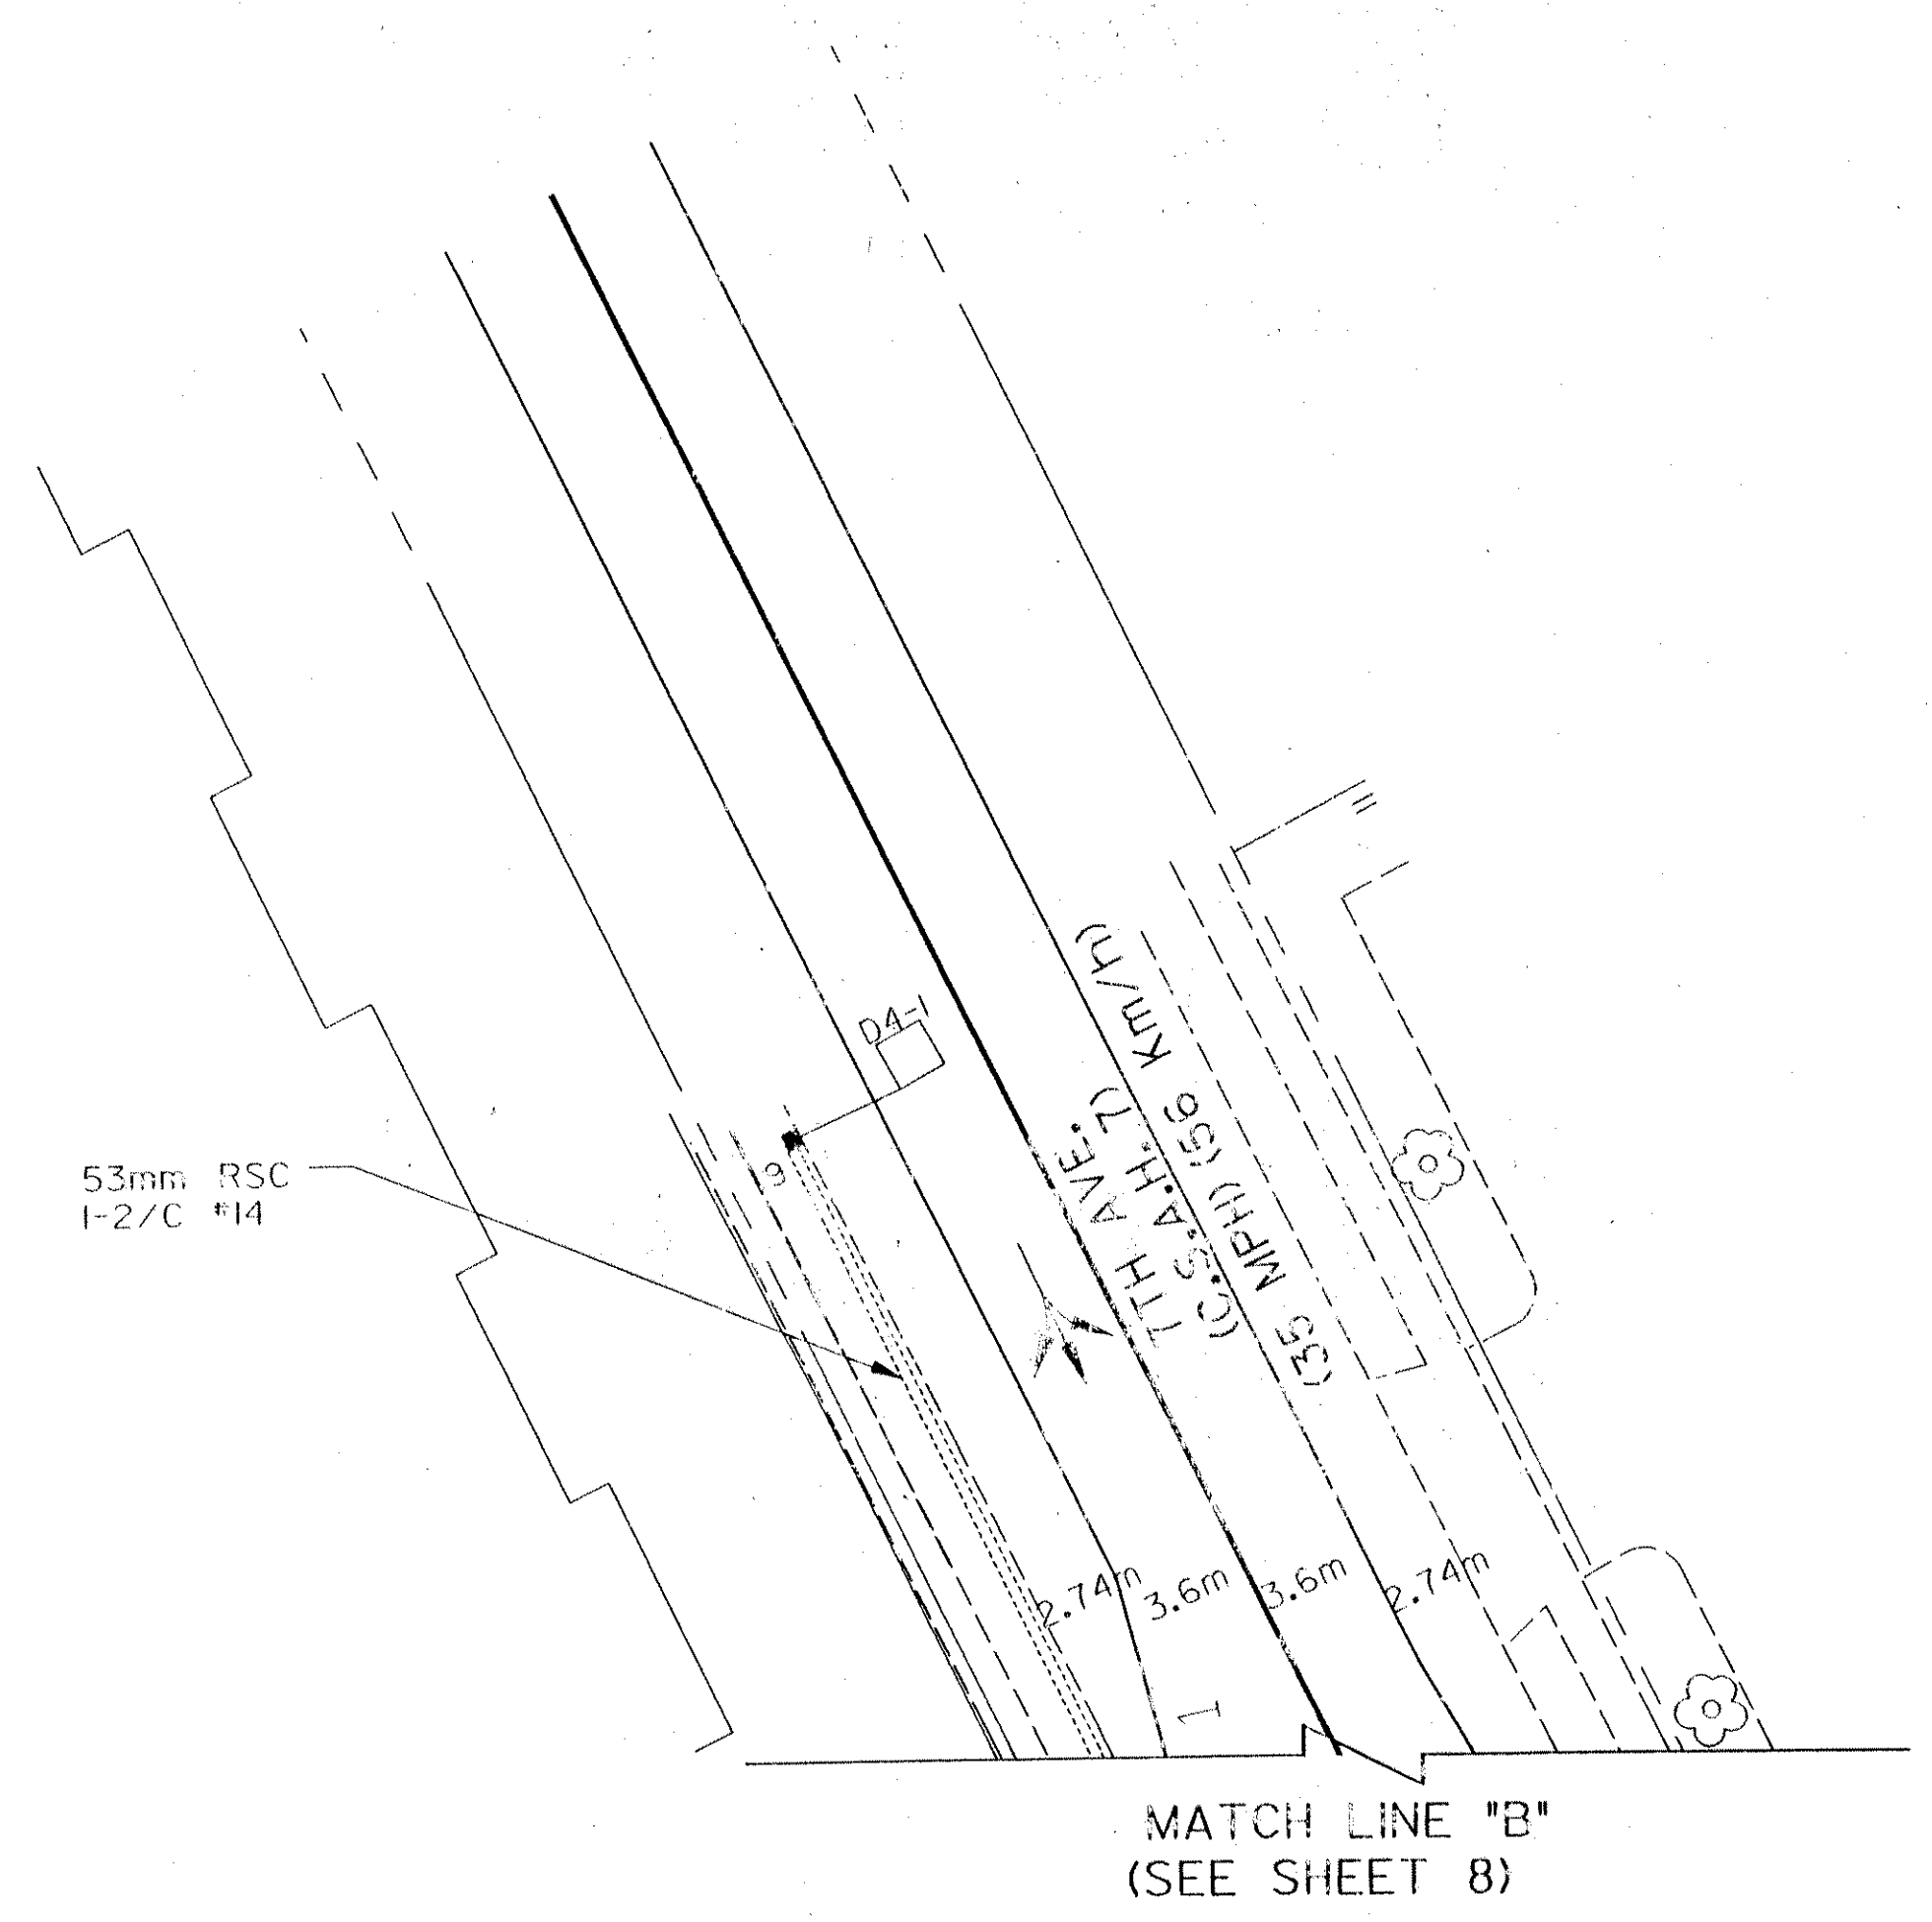 D4-1
9
53mm RSC
1-2/C #14
7TH AVE.
(C.S.A.H. 7)
(35 MPH) (56 Km/h)
2.74m
3.6m
3.6m
2.74m
1
MATCH LINE "B"
(SEE SHEET 8)